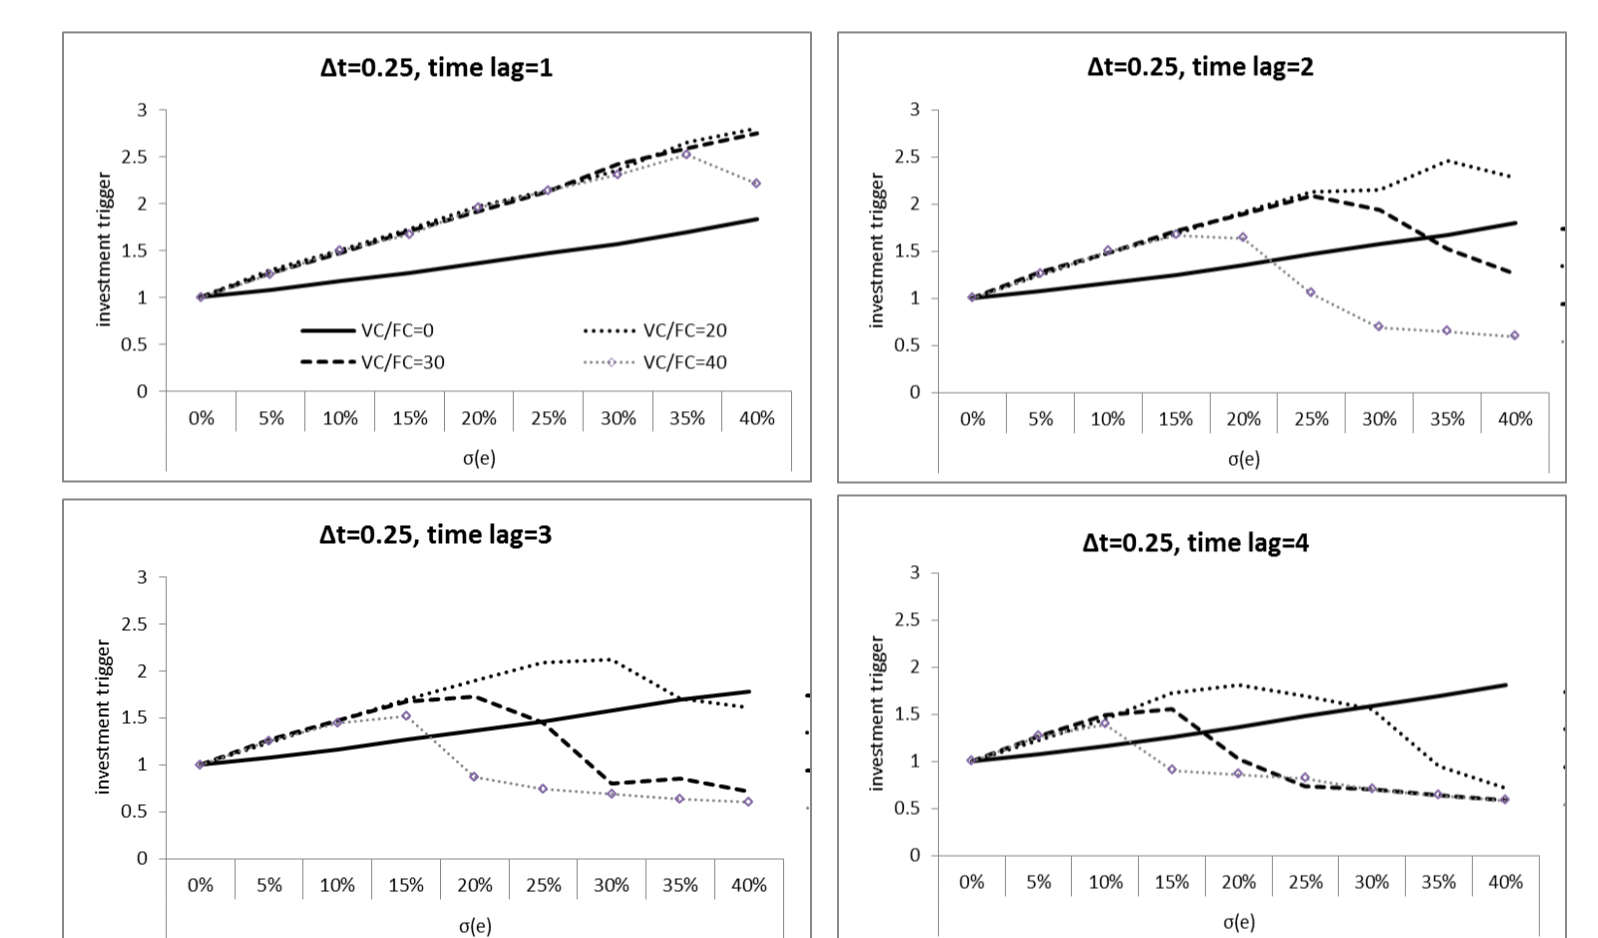 Δt=0.25, time lag=1
investment trigger
3
2.5
2
1.5
1
0.5
0
VC/FC=0
VC/FC=20
VC/FC=30
VC/FC=40
0% 5% 10% 15% 20% 25% 30% 35% 40%
σ(e)
Δt=0.25, time lag=2
investment trigger
3
2.5
2
1.5
1
0.5
0
0% 5% 10% 15% 20% 25% 30% 35% 40%
σ(e)
Δt=0.25, time lag=3
investment trigger
3
2.5
2
1.5
1
0.5
0
0% 5% 10% 15% 20% 25% 30% 35% 40%
σ(e)
Δt=0.25, time lag=4
investment trigger
3
2.5
2
1.5
1
0.5
0
0% 5% 10% 15% 20% 25% 30% 35% 40%
σ(e)